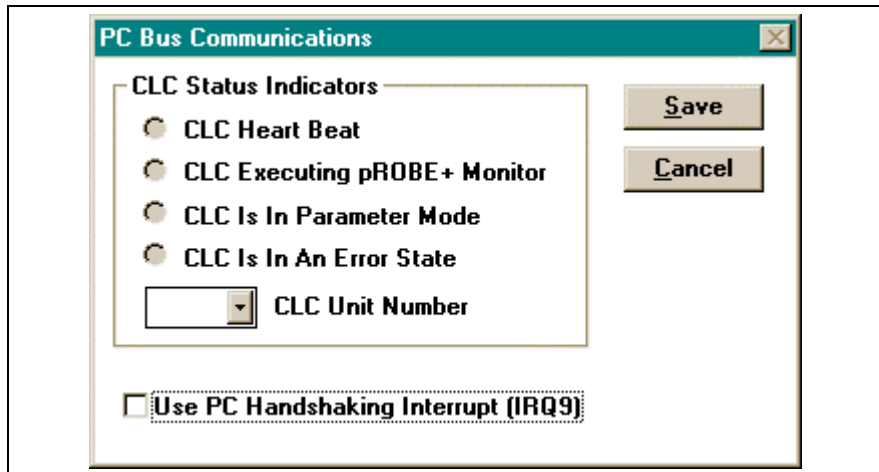 PC Bus Communications
CLC Status Indicators
CLC Heart Beat
CLC Executing pROBE+ Monitor
CLC Is In Parameter Mode
CLC Is In An Error State
CLC Unit Number
Save
Cancel
Use PC Handshaking Interrupt (IRQ9)